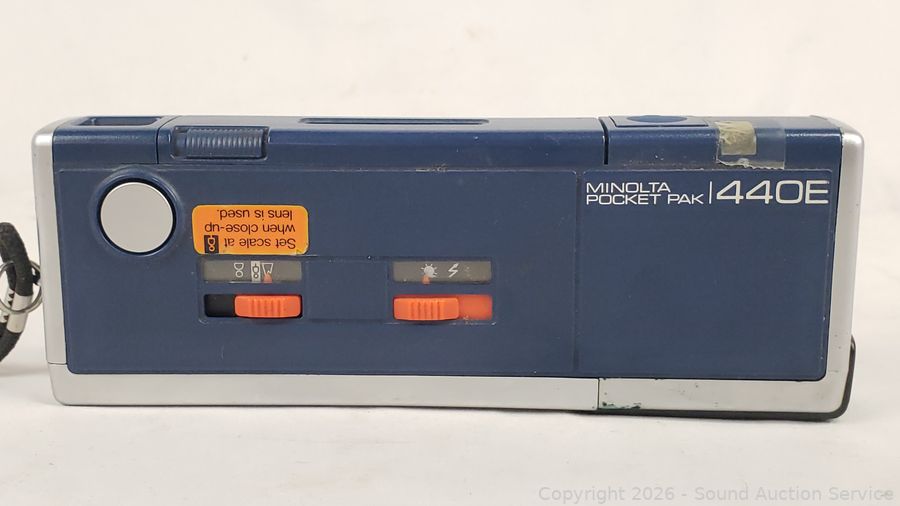 MINOLTA
POCKET PAK | 440E
Set scale at
when close-up
lens is used.
Copyright 2026 - Sound Auction Service